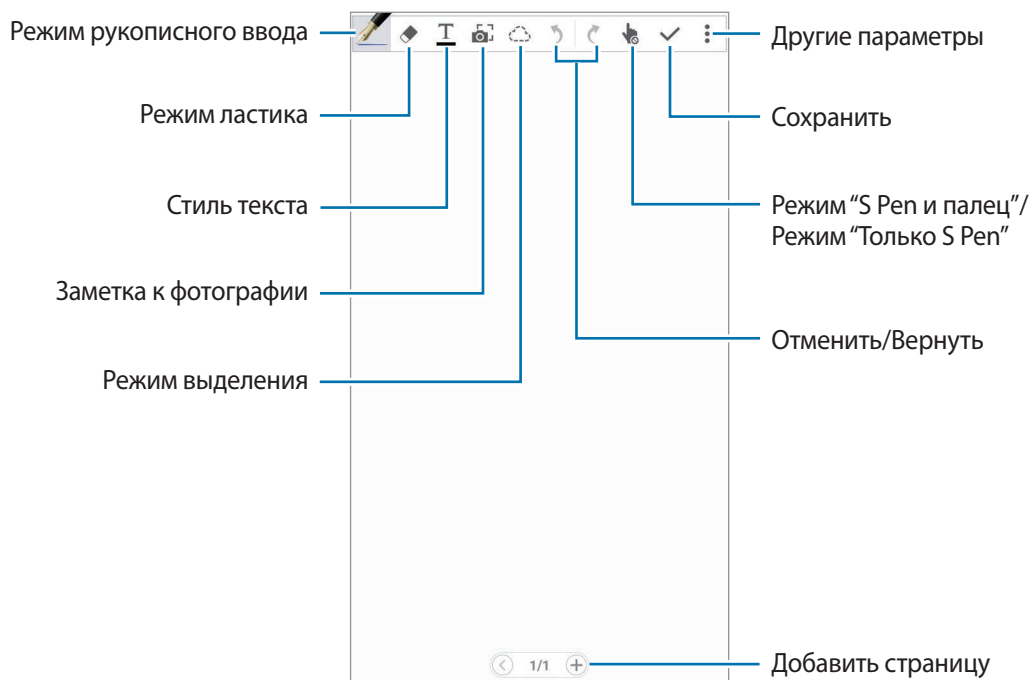 Режим рукописного ввода
Другие параметры
T
Режим ластика
Сохранить
Стиль текста
Режим “S Pen и палец”/
Режим “Только S Pen”
Заметка к фотографии
Отменить/Вернуть
Режим выделения
1/1
Добавить страницу